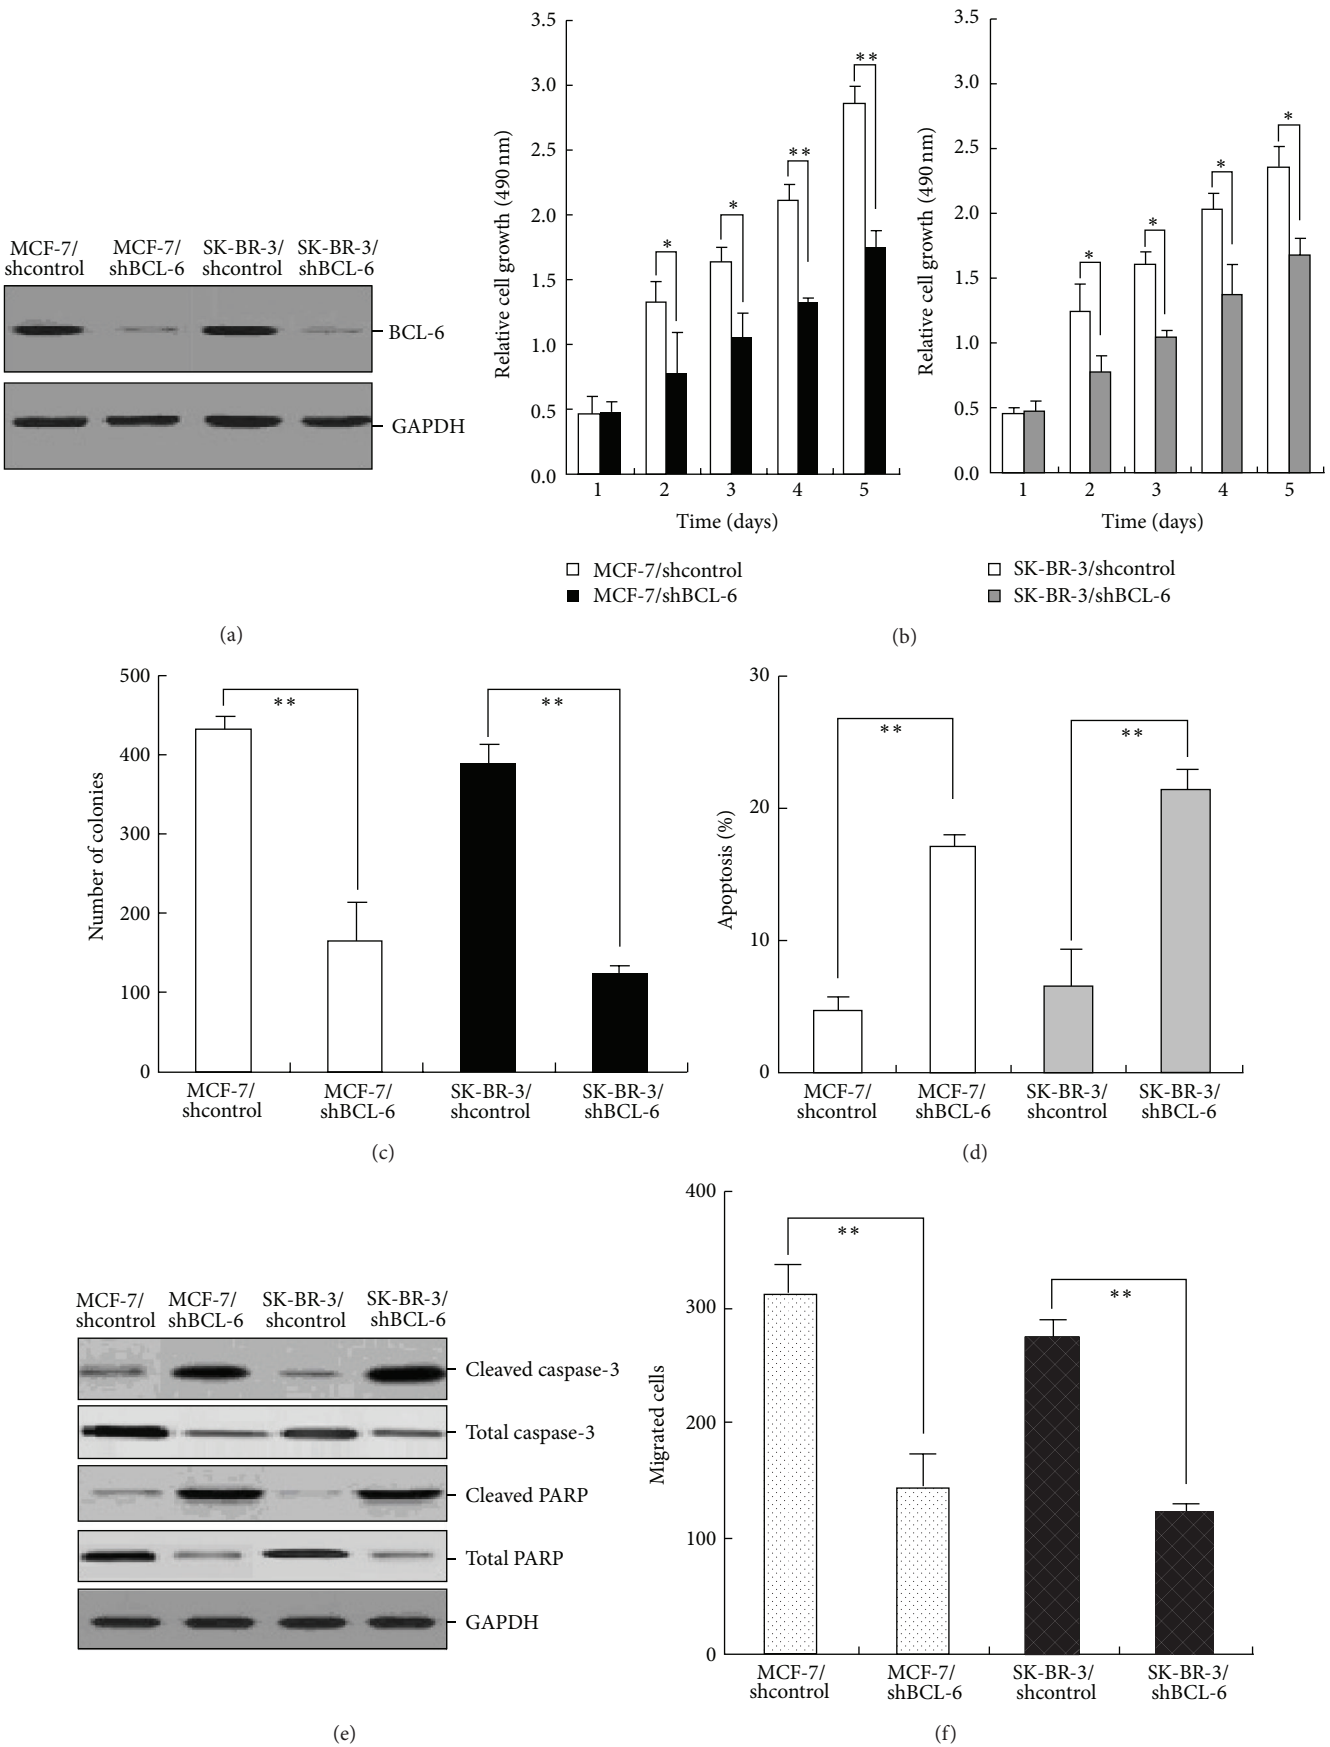 MCF-7/ MCF-7/ SK-BR-3/ SK-BR-3/
shcontrol shBCL-6 shcontrol shBCL-6
BCL-6
GAPDH
(a)
3.5
3.0
2.5
2.0
1.5
1.0
0.5
0.0
Relative cell growth (490 nm)
* * ** **
1 2 3 4 5
Time (days)
MCF-7/shcontrol
MCF-7/shBCL-6
3.5
3.0
2.5
2.0
1.5
1.0
0.5
0.0
Relative cell growth (490 nm)
* * * *
1 2 3 4 5
Time (days)
SK-BR-3/shcontrol
SK-BR-3/shBCL-6
(b)
500
400
300
200
100
0
Number of colonies
** **
MCF-7/ MCF-7/ SK-BR-3/ SK-BR-3/
shcontrol shBCL-6 shcontrol shBCL-6
(c)
30
20
10
0
Apoptosis (%)
** **
MCF-7/ MCF-7/ SK-BR-3/ SK-BR-3/
shcontrol shBCL-6 shcontrol shBCL-6
(d)
MCF-7/ MCF-7/ SK-BR-3/ SK-BR-3/
shcontrol shBCL-6 shcontrol shBCL-6
Cleaved caspase-3
Total caspase-3
Cleaved PARP
Total PARP
GAPDH
(e)
400
300
200
100
0
Migrated cells
** **
MCF-7/ MCF-7/ SK-BR-3/ SK-BR-3/
shcontrol shBCL-6 shcontrol shBCL-6
(f)